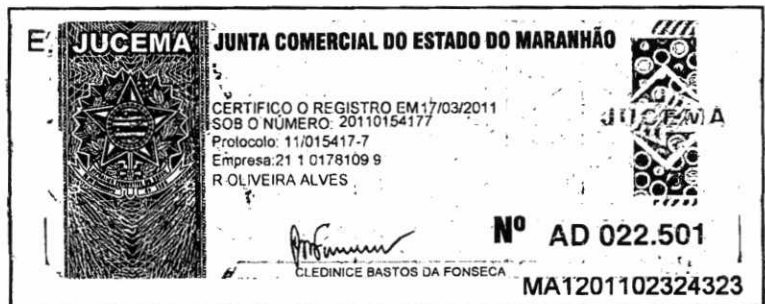 E JUCEMA JUNTA COMERCIAL DO ESTADO DO MARANHÃO
CERTIFICO O REGISTRO EM 17/03/2011
SOB O NÚMERO: 20110154177
Protocolo: 11/015417-7
Empresa:21 1 0178109 9
R OLIVEIRA ALVES
JUCEMA
Nº AD 022.501
CLEDINICE BASTOS DA FONSECA
MA1201102324323